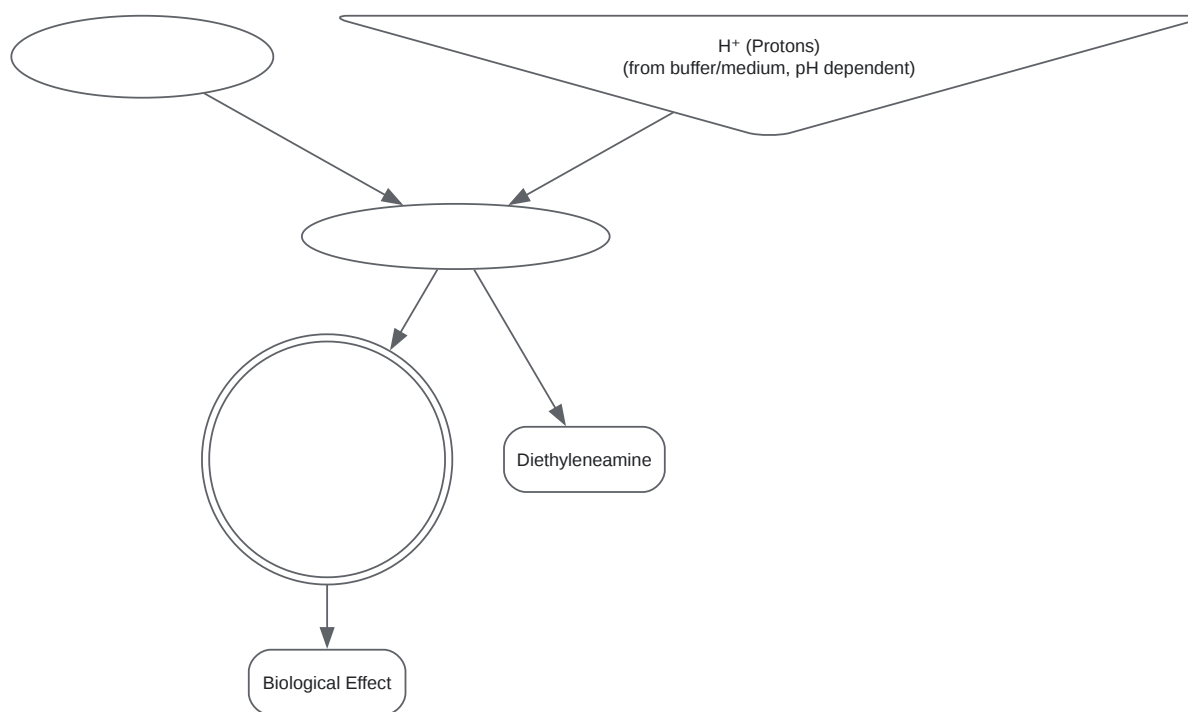 H⁺ (Protons)
(from buffer/medium, pH dependent)
Diethyleneamine
Biological Effect